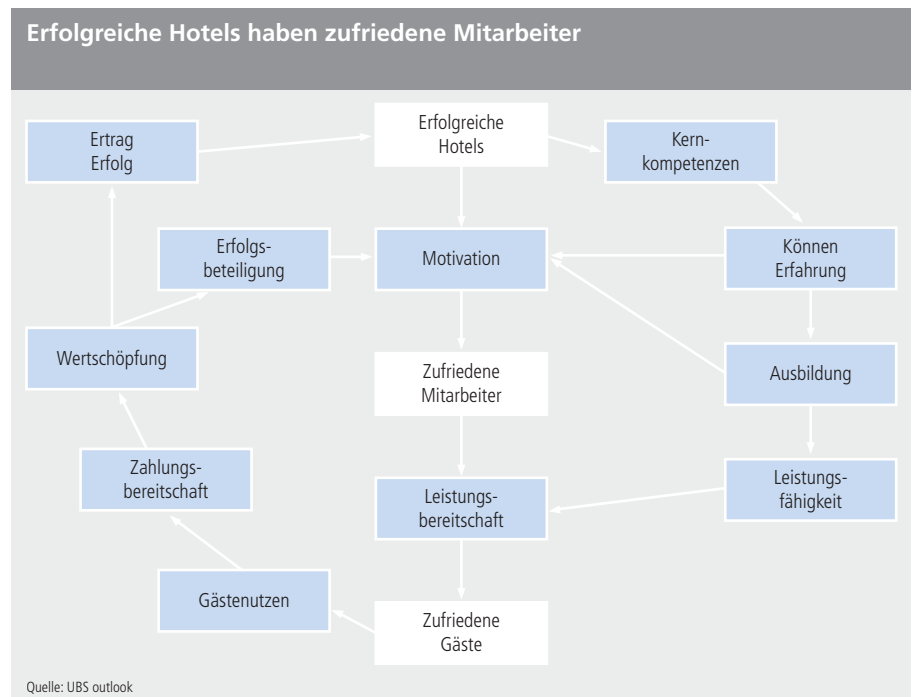 Erfolgreiche Hotels haben zufriedene Mitarbeiter
Ertrag
Erfolg
Erfolgreiche
Hotels
Kern-
kompetenzen
Erfolgs-
beteiligung
Motivation
Können
Erfahrung
Wertschöpfung
Zufriedene
Mitarbeiter
Ausbildung
Zahlungs-
bereitschaft
Leistungs-
bereitschaft
Leistungs-
fähigkeit
Gästenutzen
Zufriedene
Gäste
Quelle: UBS outlook